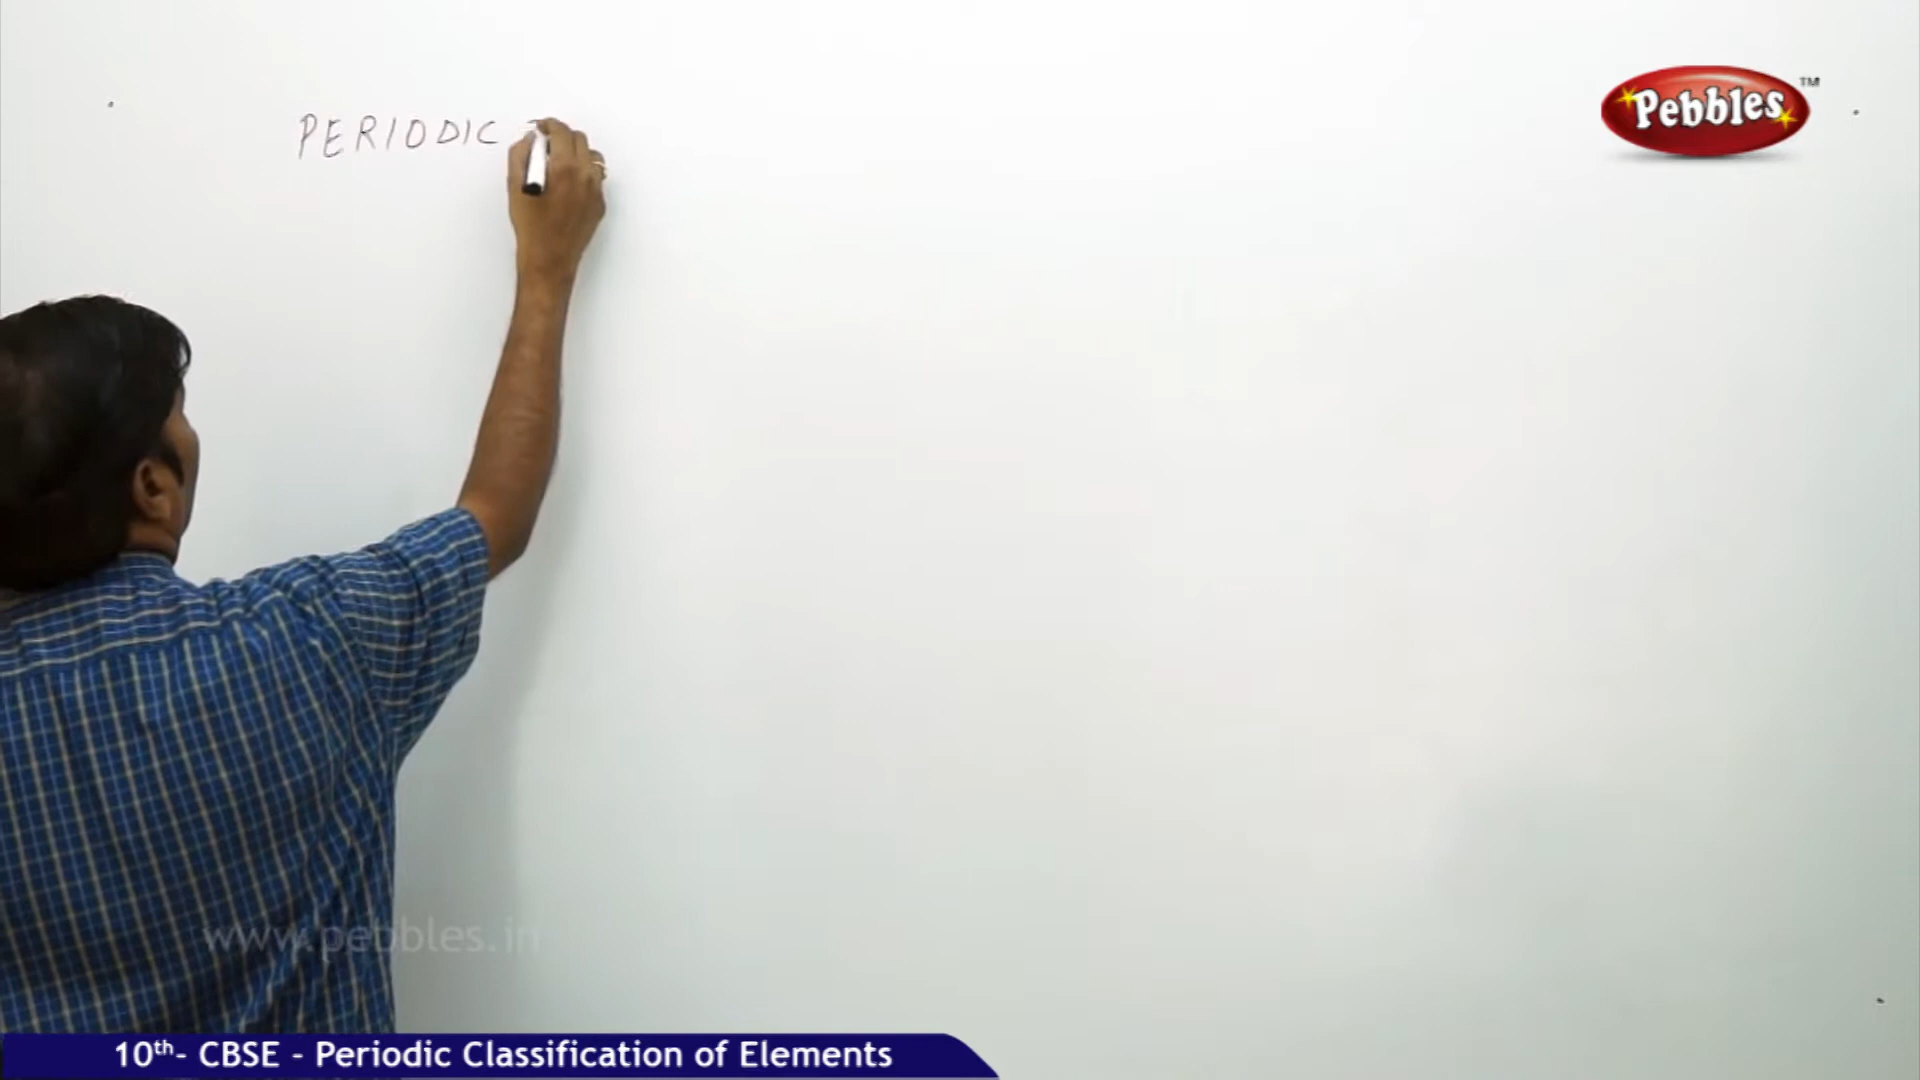 PERIODIC
Pebbles TM
www.pebbles.in
10th- CBSE - Periodic Classification of Elements